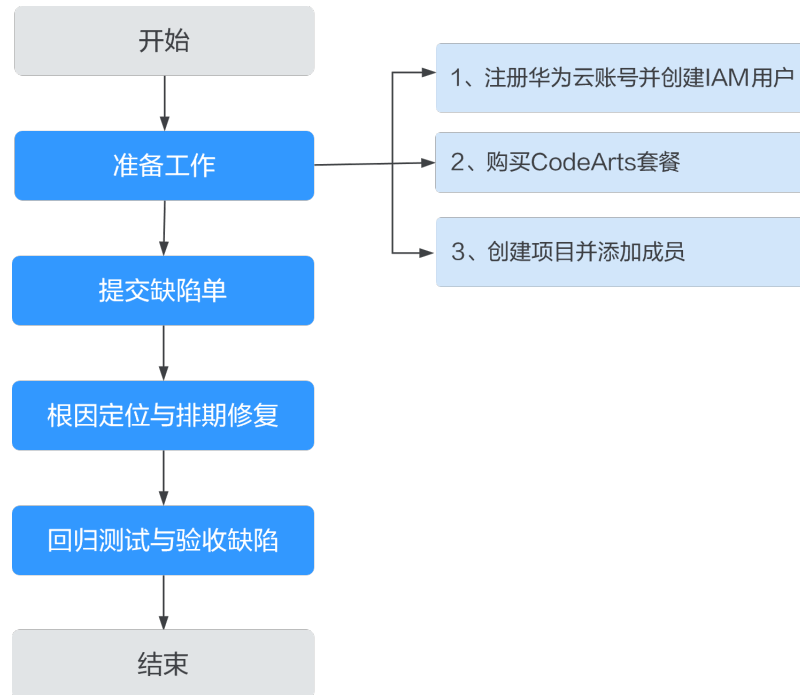 开始
准备工作
1、注册华为云账号并创建IAM用户
2、购买CodeArts套餐
3、创建项目并添加成员
提交缺陷单
根因定位与排期修复
回归测试与验收缺陷
结束